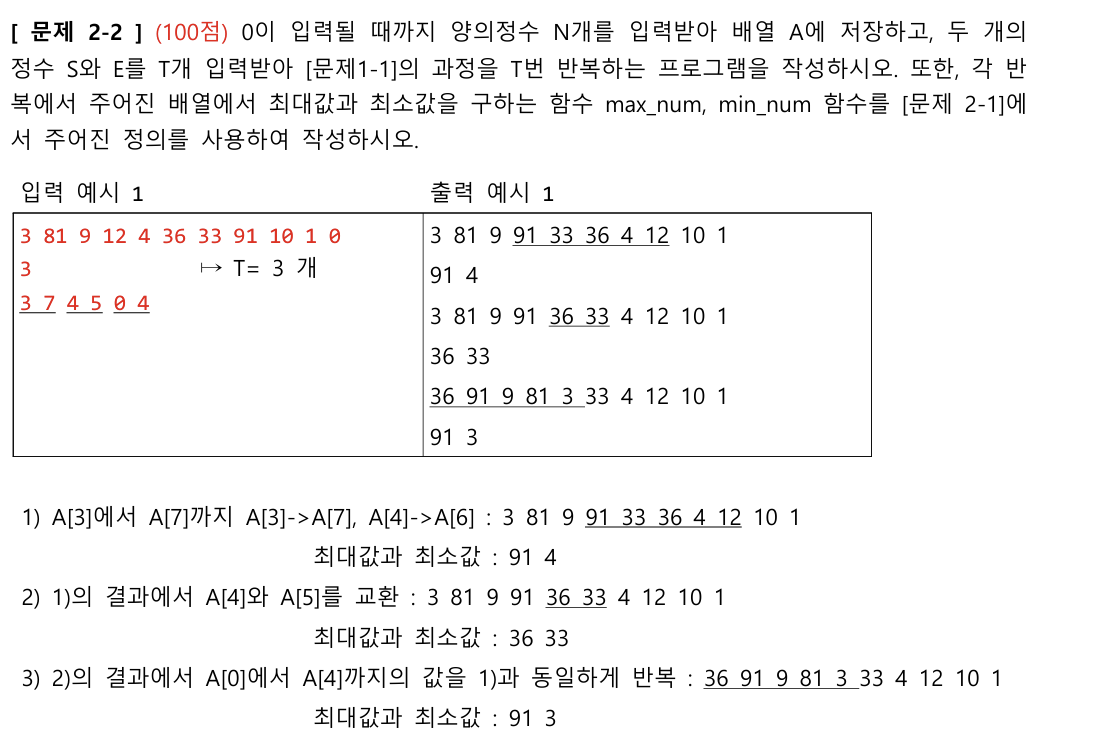 [ 문제 2-2 ] (100점) 0이 입력될 때까지 양의정수 N개를 입력받아 배열 A에 저장하고, 두 개의
정수 S와 E를 T개 입력받아 [문제1-1]의 과정을 T번 반복하는 프로그램을 작성하시오. 또한, 각 반
복에서 주어진 배열에서 최대값과 최소값을 구하는 함수 max_num, min_num 함수를 [문제 2-1]에
서 주어진 정의를 사용하여 작성하시오.
입력 예시 1
3 81 9 12 4 36 33 91 10 1 0
3 ↦ T= 3 개
3 7 4 5 0 4
출력 예시 1
3 81 9 91 33 36 4 12 10 1
91 4
3 81 9 91 36 33 4 12 10 1
36 33
36 91 9 81 3 33 4 12 10 1
91 3
1) A[3]에서 A[7]까지 A[3]->A[7], A[4]->A[6] : 3 81 9 91 33 36 4 12 10 1
최대값과 최소값 : 91 4
2) 1)의 결과에서 A[4]와 A[5]를 교환 : 3 81 9 91 36 33 4 12 10 1
최대값과 최소값 : 36 33
3) 2)의 결과에서 A[0]에서 A[4]까지의 값을 1)과 동일하게 반복 : 36 91 9 81 3 33 4 12 10 1
최대값과 최소값 : 91 3